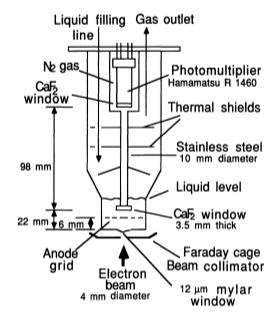 Liquid filling
line
Gas outlet
N2 gas
CaF2
window
Photomultiplier
Hamamatsu R 1460
Thermal shields
Stainless steel
10 mm diameter
98 mm
Liquid level
22 mm
6 mm
CaF2 window
3.5 mm thick
Anode
grid
Faraday cage
Beam collimator
Electron
beam
4 mm diameter
12 µm mylar
window